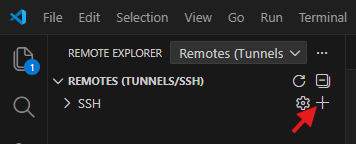 File Edit Selection View Go Run Terminal
REMOTE EXPLORER Remotes (Tunnels
1
REMOTES (TUNNELS/SSH)
SSH